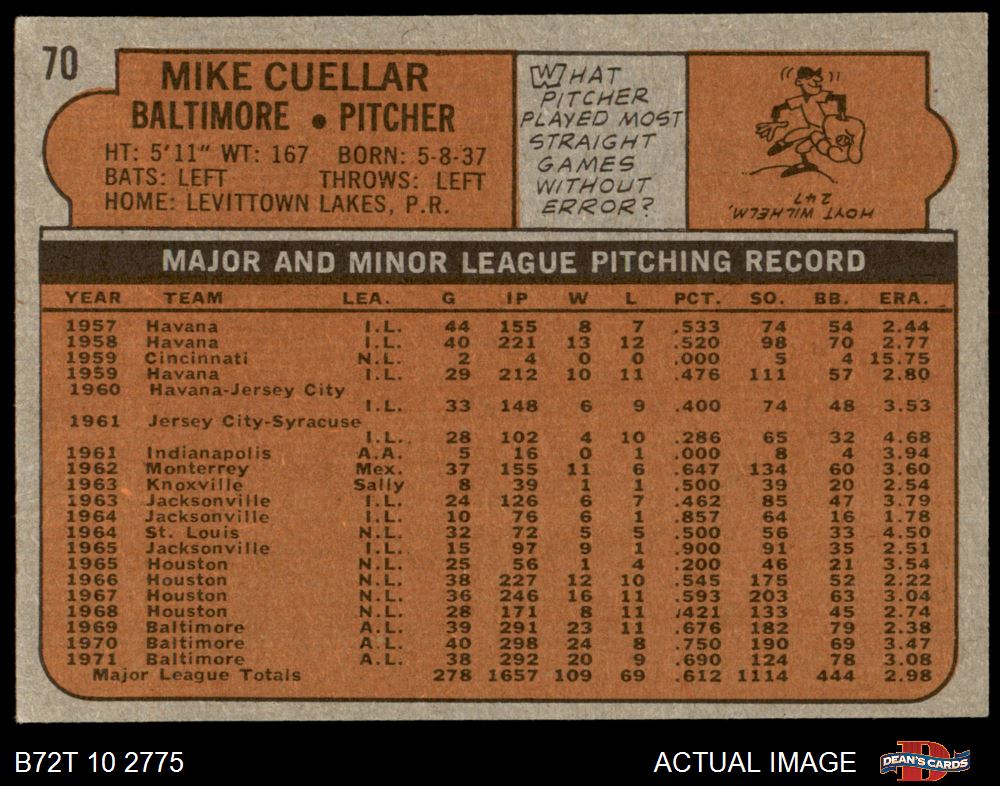 70
MIKE CUELLAR
BALTIMORE • PITCHER
HT: 5'11" WT: 167 BORN: 5-8-37
BATS: LEFT THROWS: LEFT
HOME: LEVITTOWN LAKES, P.R.
WHAT
PITCHER
PLAYED MOST
STRAIGHT
GAMES
WITHOUT
ERROR?
HOYT WILHELM,
247
MAJOR AND MINOR LEAGUE PITCHING RECORD
YEAR TEAM LEA. G IP W L PCT. SO. BB. ERA.
1957 Havana I.L. 44 155 8 7 .533 74 54 2.44
1958 Havana I.L. 40 221 13 12 .520 98 70 2.77
1959 Cincinnati N.L. 2 4 0 0 .000 5 4 15.75
1959 Havana I.L. 29 212 10 11 .476 111 57 2.80
1960 Havana-Jersey City
I.L. 33 148 6 9 .400 74 48 3.53
1961 Jersey City-Syracuse
I.L. 28 102 4 10 .286 65 32 4.68
1961 Indianapolis A.A. 5 16 0 1 .000 8 4 3.94
1962 Monterrey Mex. 37 155 11 6 .647 134 60 3.60
1963 Knoxville Sally 8 39 1 1 .500 39 20 2.54
1963 Jacksonville I.L. 24 126 6 7 .462 85 47 3.79
1964 Jacksonville I.L. 10 76 6 1 .857 64 16 1.78
1964 St. Louis N.L. 32 72 5 5 .500 56 33 4.50
1965 Jacksonville I.L. 15 97 9 1 .900 91 35 2.51
1965 Houston N.L. 25 56 1 4 .200 46 21 3.54
1966 Houston N.L. 38 227 12 10 .545 175 52 2.22
1967 Houston N.L. 36 246 16 11 .593 203 63 3.04
1968 Houston N.L. 28 171 8 11 .421 133 45 2.74
1969 Baltimore A.L. 39 291 23 11 .676 182 79 2.38
1970 Baltimore A.L. 40 298 24 8 .750 190 69 3.47
1971 Baltimore A.L. 38 292 20 9 .690 124 78 3.08
Major League Totals 278 1657 109 69 .612 1114 444 2.98
B72T 10 2775
ACTUAL IMAGE
D
DEAN'S CARDS